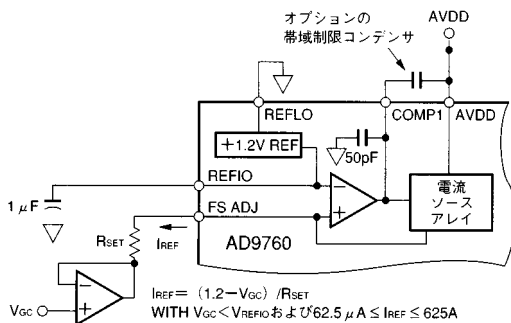 オプションの
帯域制限コンデンサ
AVDD
REFLO
COMP1
AVDD
+1.2V REF
50pF
REFIO
1μF
FS ADJ
電流
ソース
アレイ
RSET
IREF
AD9760
VGC
IREF=(1.2−VGC)/RSET
WITH VGC<VREFIOおよび62.5μA≤IREF≤625A